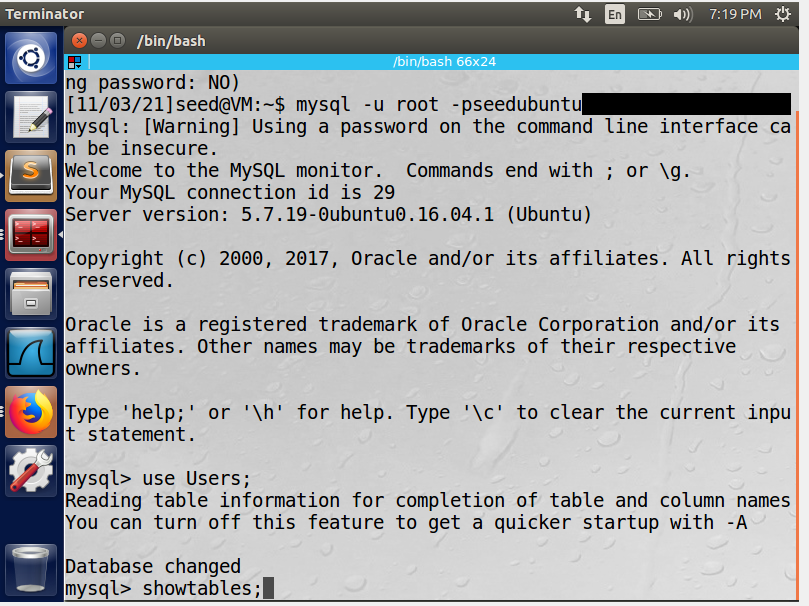 Terminator
En
7:19 PM
/bin/bash
/bin/bash 66x24
ng password: NO)
[11/03/21]seed@VM:~$ mysql -u root -pseedubuntu
mysql: [Warning] Using a password on the command line interface ca
n be insecure.
Welcome to the MySQL monitor.  Commands end with ; or \g.
Your MySQL connection id is 29
Server version: 5.7.19-0ubuntu0.16.04.1 (Ubuntu)
Copyright (c) 2000, 2017, Oracle and/or its affiliates. All rights
 reserved.
Oracle is a registered trademark of Oracle Corporation and/or its
affiliates. Other names may be trademarks of their respective
owners.
Type 'help;' or '\h' for help. Type '\c' to clear the current inpu
t statement.
mysql> use Users;
Reading table information for completion of table and column names
You can turn off this feature to get a quicker startup with -A
Database changed
mysql> showtables;